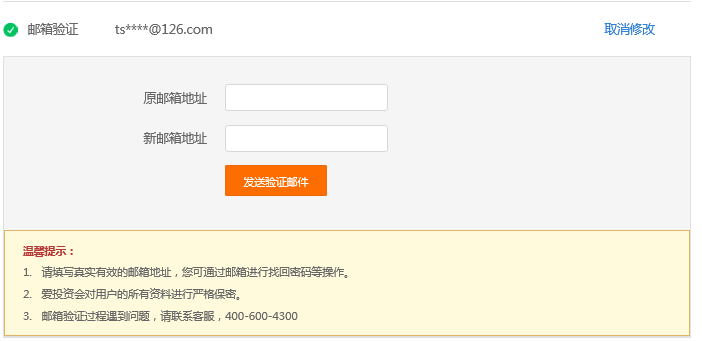 邮箱验证 ts****@126.com 取消修改
原邮箱地址
新邮箱地址
发送验证邮件
温馨提示：
1. 请填写真实有效的邮箱地址，您可通过邮箱进行找回密码等操作。
2. 爱投资会对用户的所有资料进行严格保密。
3. 邮箱验证过程遇到问题，请联系客服，400-600-4300